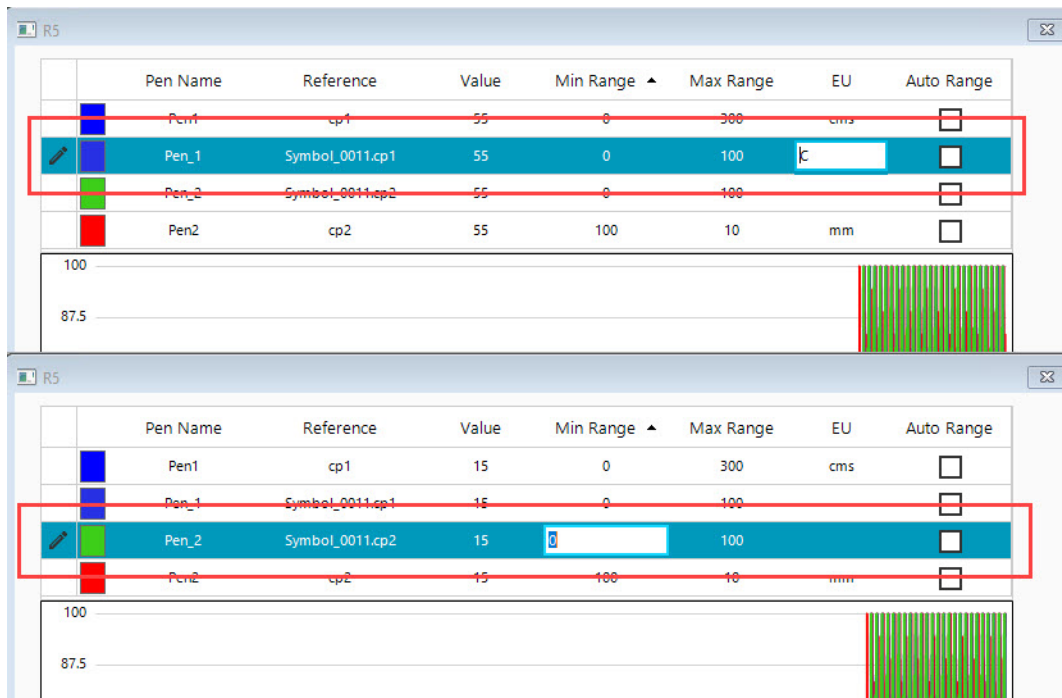 R5
Pen Name Reference Value Min Range Max Range EU Auto Range
Pen1 cp1 55 0 300 cms
Pen_1 Symbol_0011.cp1 55 0 100 c
Pen_2 Symbol_0011.cp2 55 0 100
Pen2 cp2 55 100 10 mm
100
87.5
R5
Pen Name Reference Value Min Range Max Range EU Auto Range
Pen1 cp1 15 0 300 cms
Pen_1 Symbol_0011.cp1 15 0 100
Pen_2 Symbol_0011.cp2 15 0 100
Pen2 cp2 15 100 10 mm
100
87.5